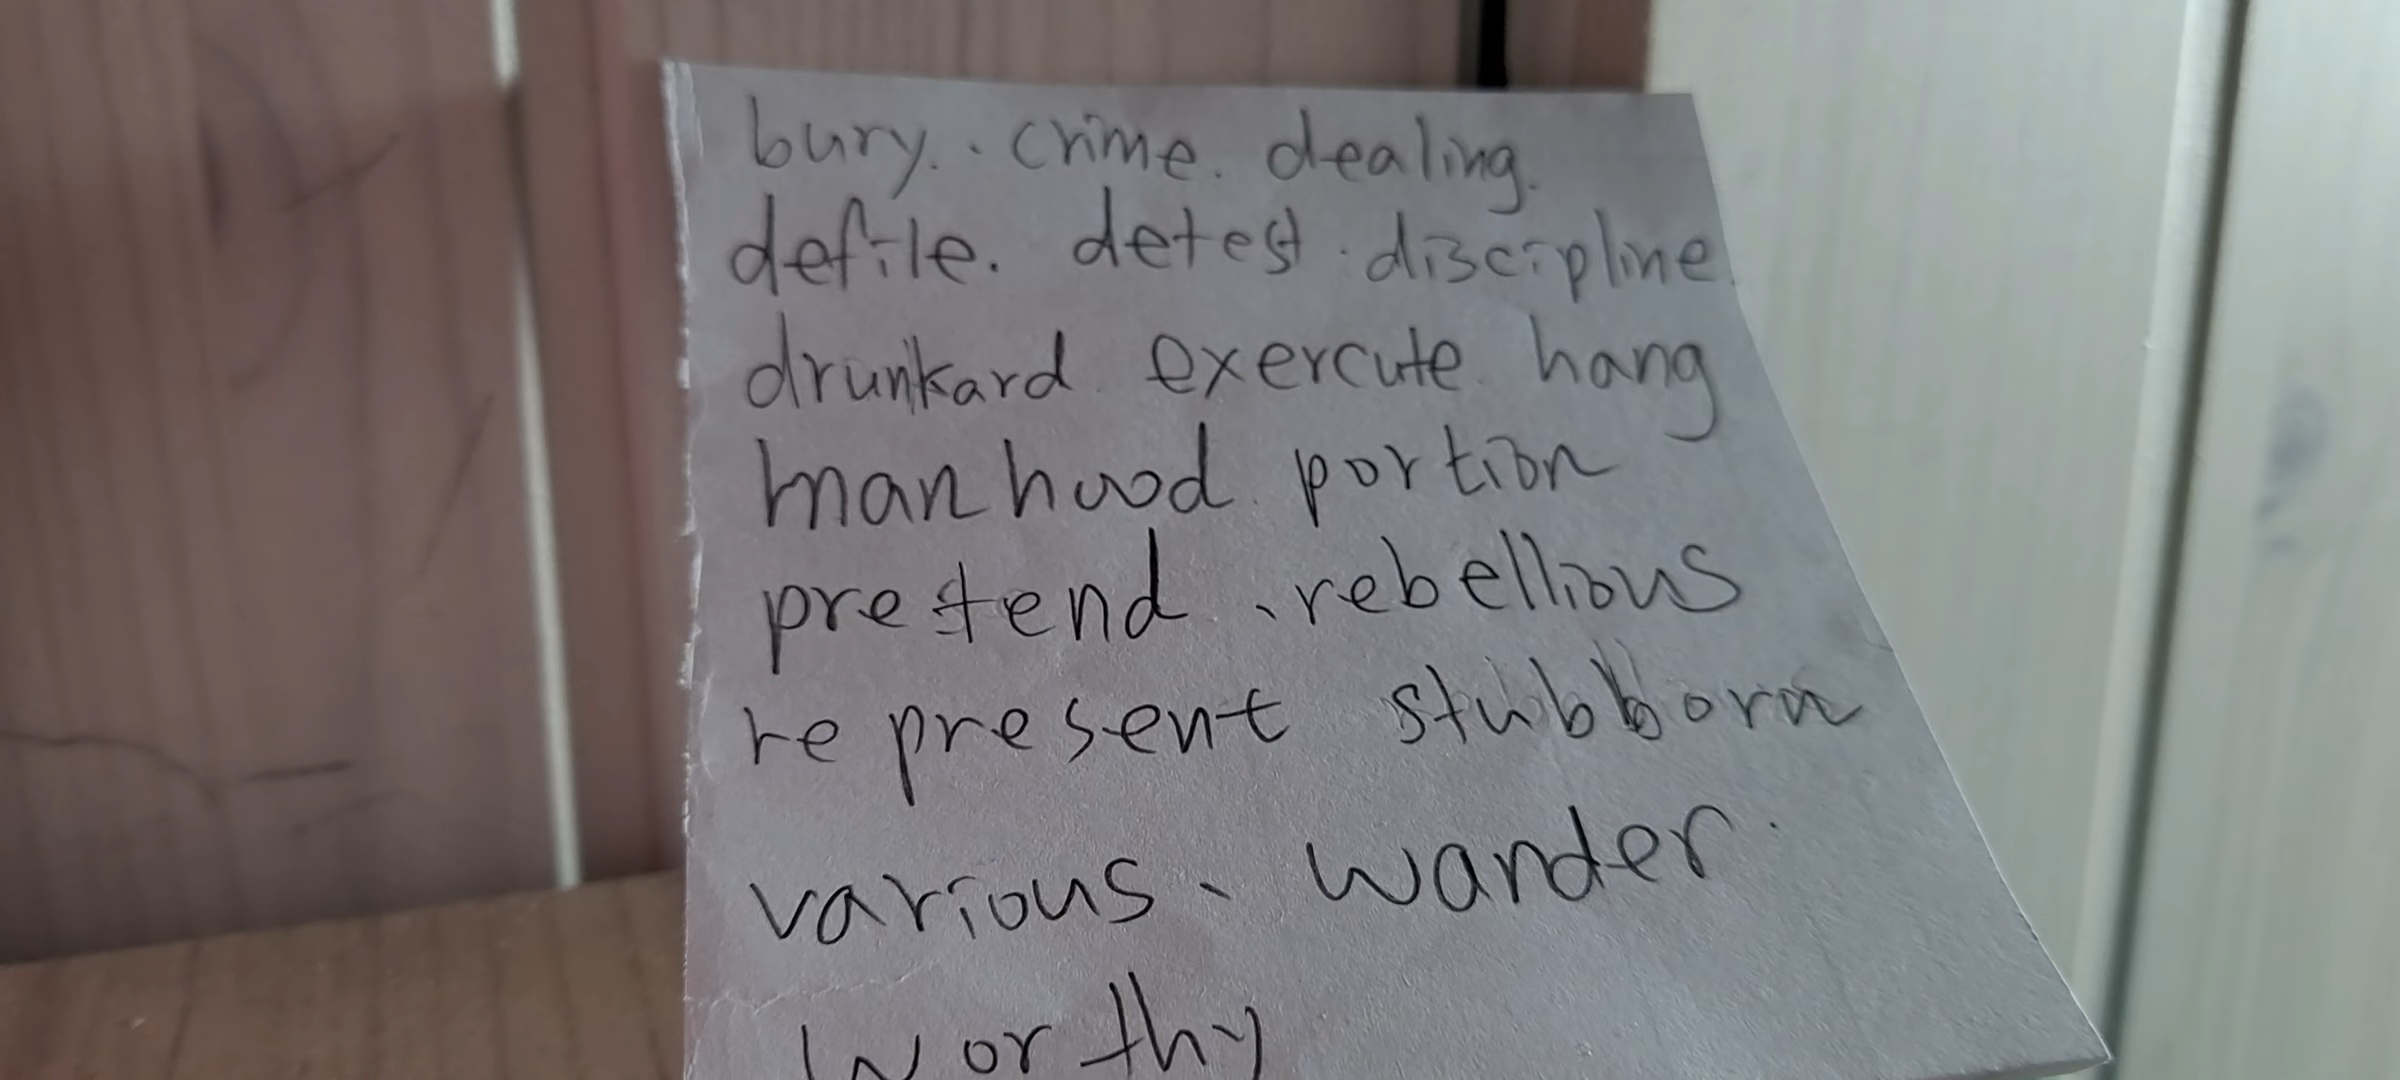 bury. . crime. dealing.
defile. detest. discipline.
drunkard. exercute. hang
manhood. portion
pretend、rebellious
represent stubborn
various、wander.
worthy